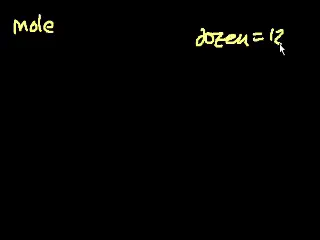 mole
dozen = 12